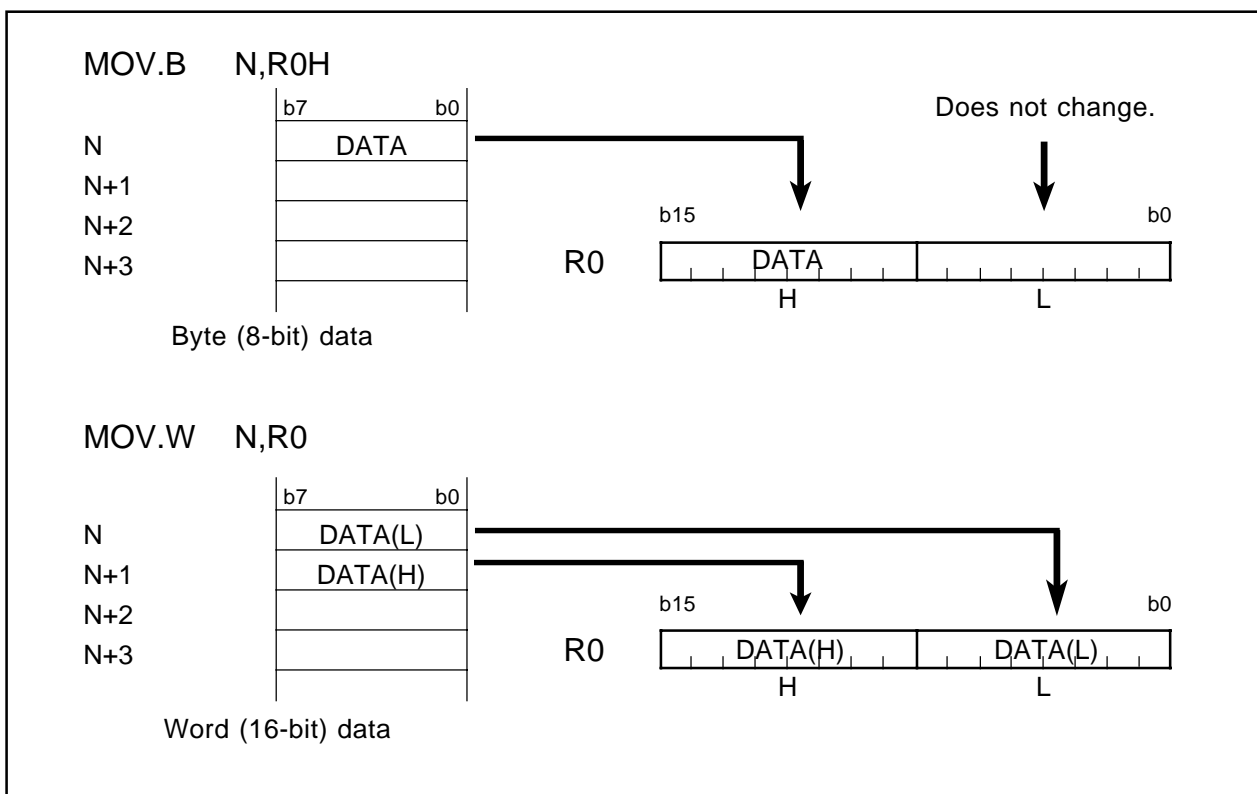 MOV.B N,R0H
b7 b0
Does not change.
N DATA
N+1
N+2
b15 b0
N+3
R0 DATA
H L
Byte (8-bit) data
MOV.W N,R0
b7 b0
N DATA(L)
N+1 DATA(H)
N+2
b15 b0
N+3
R0 DATA(H) DATA(L)
H L
Word (16-bit) data